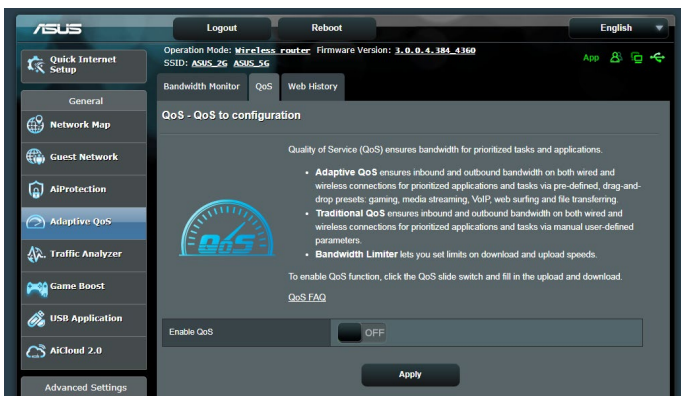 ASUS
Logout
Reboot
English
Quick Internet
Setup
Operation Mode: Wireless router Firmware Version: 3.0.0.4.384_4360
SSID: ASUS_2G ASUS_5G
App
Bandwidth Monitor
QoS
Web History
General
Network Map
Guest Network
AiProtection
Adaptive QoS
Traffic Analyzer
Game Boost
USB Application
AiCloud 2.0
Advanced Settings
QoS - QoS to configuration
QoS
Quality of Service (QoS) ensures bandwidth for prioritized tasks and applications.
• Adaptive QoS ensures inbound and outbound bandwidth on both wired and
wireless connections for prioritized applications and tasks via pre-defined, drag-and-
drop presets: gaming, media streaming, VoIP, web surfing and file transferring.
• Traditional QoS ensures inbound and outbound bandwidth on both wired and
wireless connections for prioritized applications and tasks via manual user-defined
parameters.
• Bandwidth Limiter lets you set limits on download and upload speeds.
To enable QoS function, click the QoS slide switch and fill in the upload and download.
QoS FAQ
Enable QoS
OFF
Apply